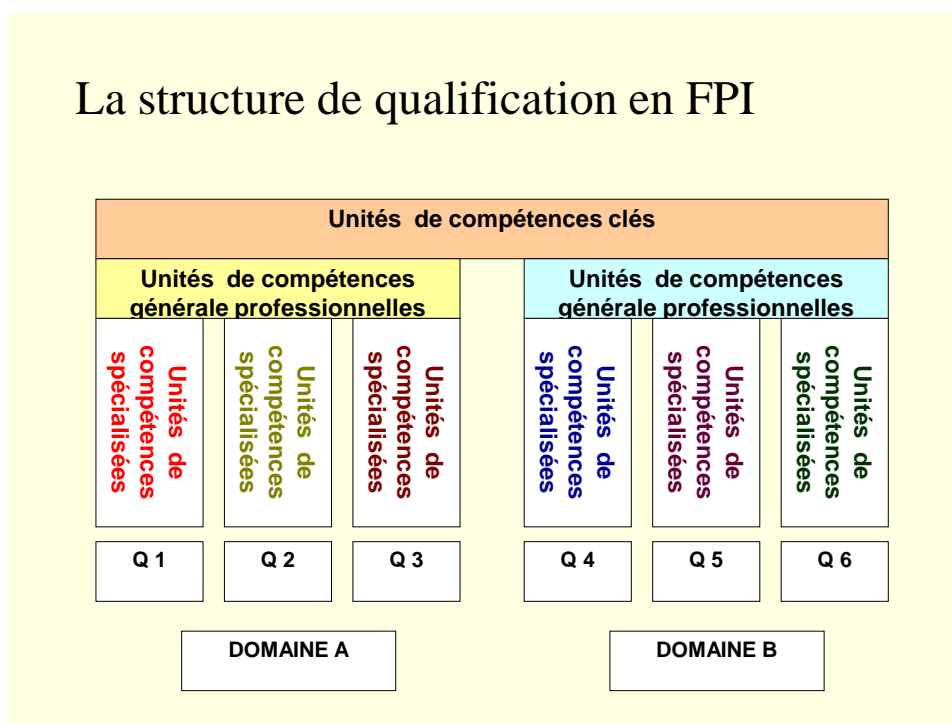 La structure de qualification en FPI
Unités de compétences clés
Unités de compétences
générale professionnelles
Unités de compétences
générale professionnelles
Unités de
compétences
spécialisées
Unités de
compétences
spécialisées
Unités de
compétences
spécialisées
Unités de
compétences
spécialisées
Unités de
compétences
spécialisées
Unités de
compétences
spécialisées
Q 1
Q 2
Q 3
Q 4
Q 5
Q 6
DOMAINE A
DOMAINE B